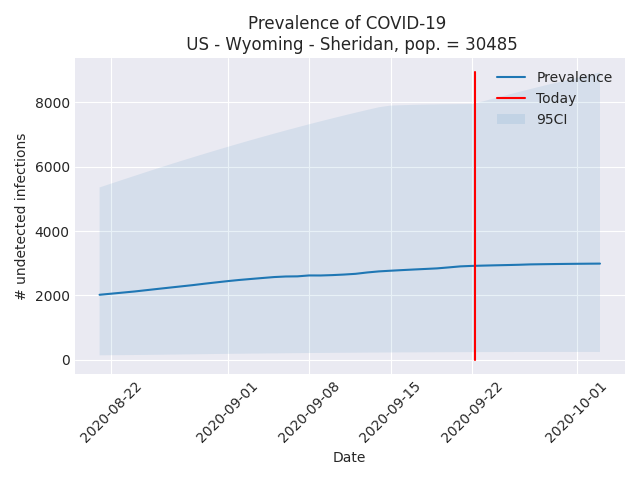 Prevalence of COVID-19
US - Wyoming - Sheridan, pop. = 30485
Prevalence
Today
95CI
8000
6000
4000
2000
0
# undetected infections
2020-08-22
2020-09-01
2020-09-08
2020-09-15
2020-09-22
2020-10-01
Date